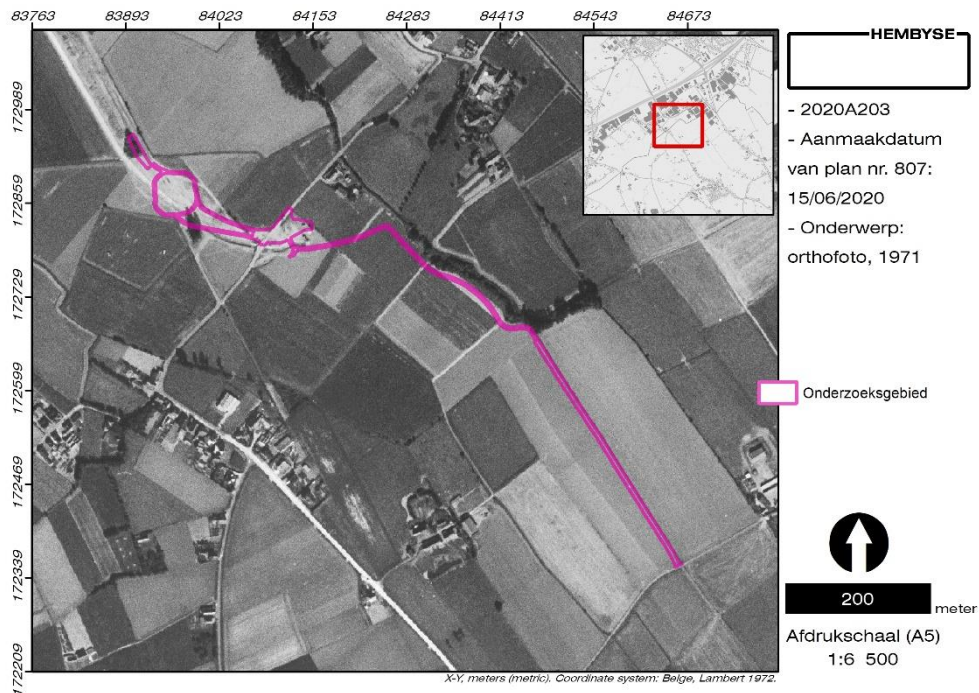 83763 83893 84023 84153 84283 84413 84543 84673
172989
172859
172729
172599
172469
172339
172209
HEMBYSE
- 2020A203
- Aanmaakdatum
van plan nr. 807:
15/06/2020
- Onderwerp:
orthofoto, 1971
Onderzoeksgebied
200 meter
Afdrukschaal (A5)
1:6 500
X-Y, meters (metric). Coordinate system: Belge, Lambert 1972.